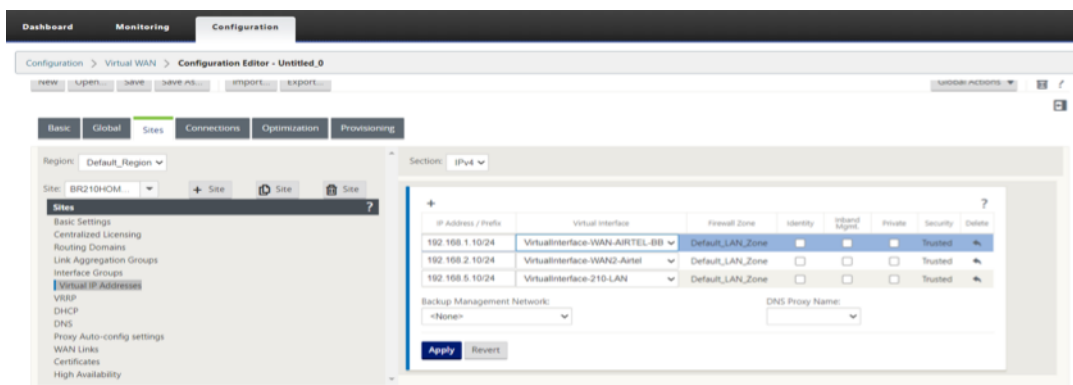 Dashboard Monitoring Configuration
Configuration > Virtual WAN > Configuration Editor - Untitled_0
New Open... Save Save As... Import... Export... Global Actions ?
Basic Global Sites Connections Optimization Provisioning
Region: Default_Region
Section: IPv4
Site: BR210HOM... + Site Site Site
Sites ?
Basic Settings
Centralized Licensing
Routing Domains
Link Aggregation Groups
Interface Groups
Virtual IP Addresses
VRRP
DHCP
DNS
Proxy Auto-config settings
WAN Links
Certificates
High Availability
+ ?
IP Address / Prefix Virtual Interface Firewall Zone Identity Inband Mgmt. Private Security Delete
192.168.1.10/24 VirtualInterface-WAN-AIRTEL-BB Default_LAN_Zone Trusted
192.168.2.10/24 VirtualInterface-WAN2-Airtel Default_LAN_Zone Trusted
192.168.5.10/24 VirtualInterface-210-LAN Default_LAN_Zone Trusted
Backup Management Network: DNS Proxy Name:
<None>
Apply Revert